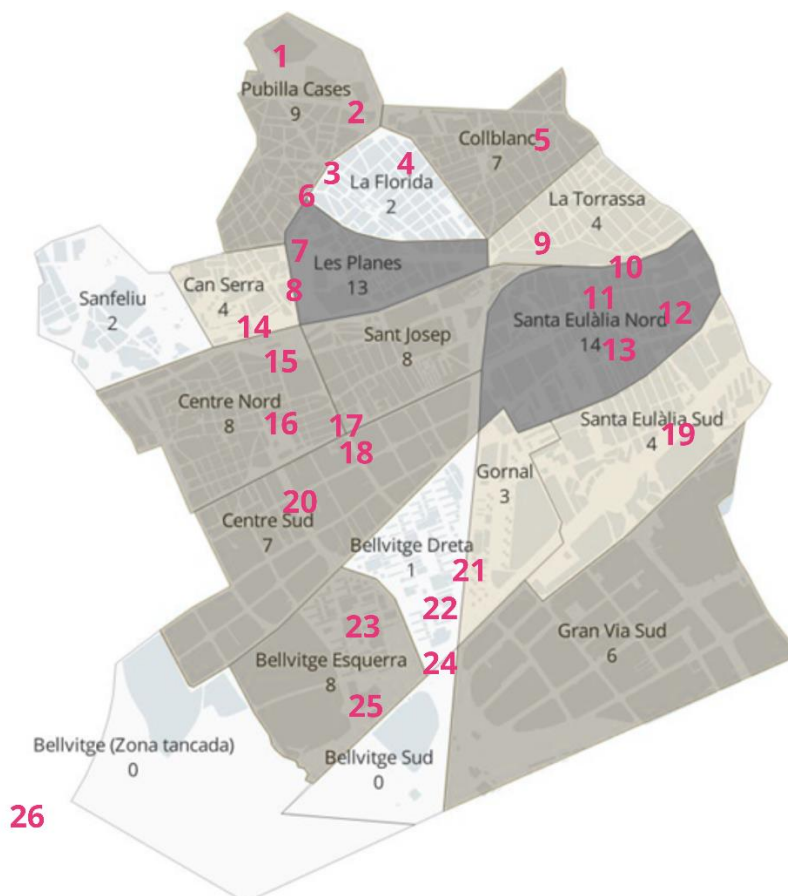 1
Pubilla Cases
9
2
Collblanc
7
5
3
4
La Florida
2
6
La Torrassa
4
9
7
Les Planes
13
8
10
Can Serra
4
14
Sanfeliu
2
11
Santa Eulàlia Nord
14
12
13
Sant Josep
8
15
Centre Nord
8
16
17
18
Santa Eulàlia Sud
4
19
Gornal
3
20
Centre Sud
7
Bellvitge Dreta
1
21
22
23
Gran Via Sud
6
Bellvitge Esquerra
8
24
25
Bellvitge (Zona tancada)
0
Bellvitge Sud
0
26